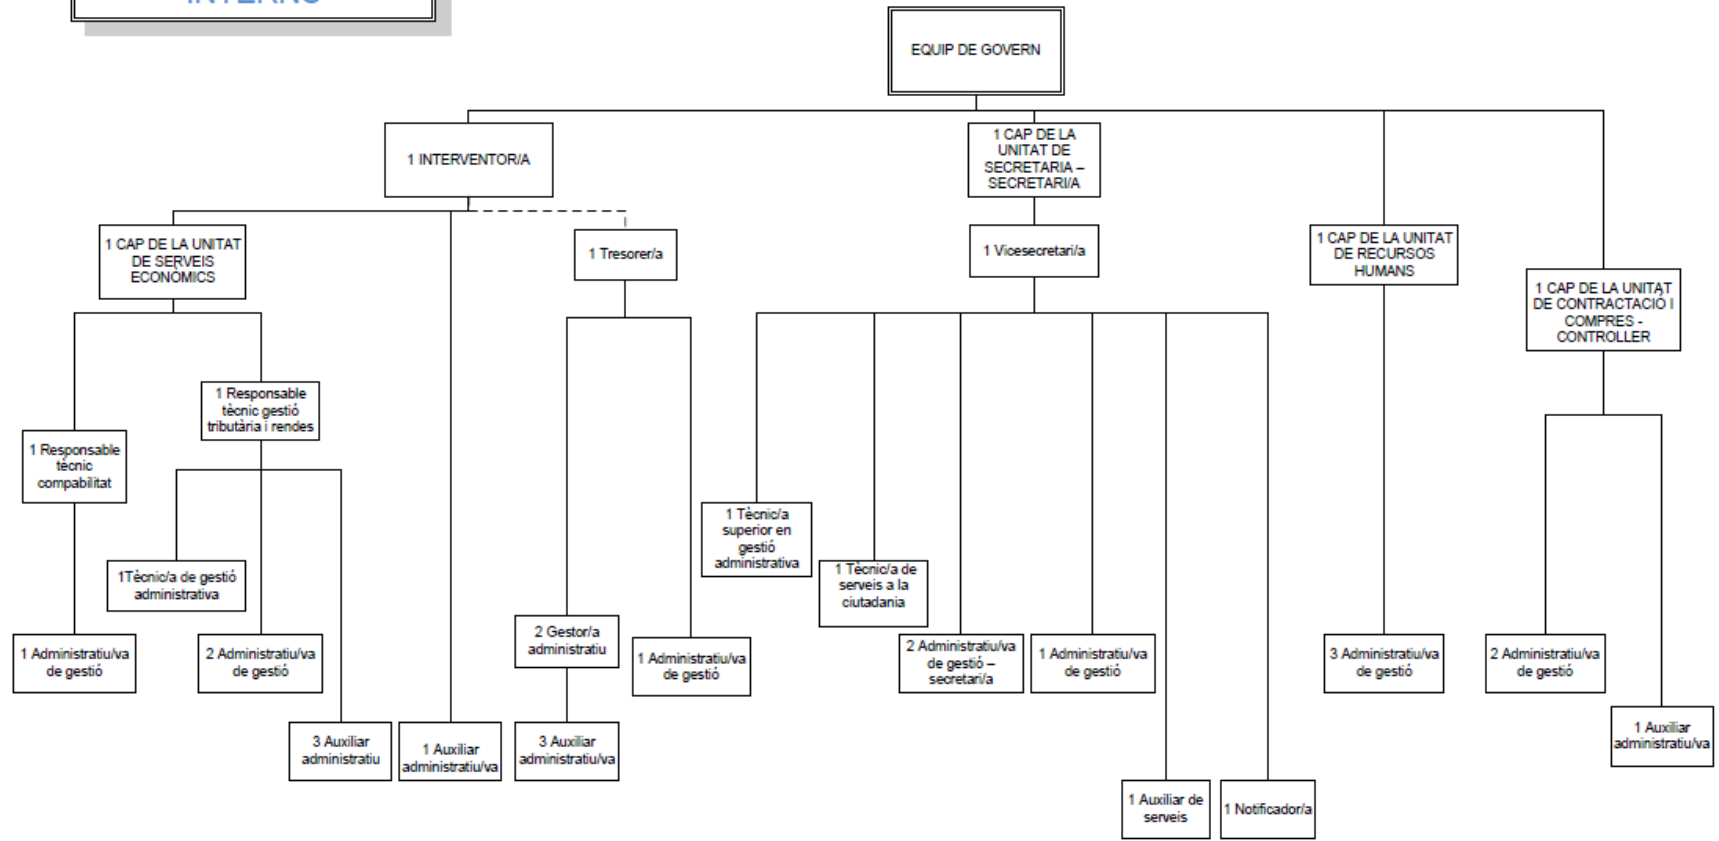 EQUIP DE GOVERN
1 INTERVENTOR/A
1 CAP DE LA
UNITAT DE
SECRETARIA –
SECRETARI/A
1 CAP DE LA UNITAT
DE SERVEIS
ECONÒMICS
1 Tresorer/a
1 Vicesecretari/a
1 CAP DE LA UNITAT
DE RECURSOS
HUMANS
1 CAP DE LA UNITAT
DE CONTRACTACIÓ I
COMPRES -
CONTROLLER
1 Responsable
tècnic gestió
tributària i rendes
1 Responsable
tècnic
compabilitat
1 Tècnic/a
superior en
gestió
administrativa
1Tècnic/a de gestió
administrativa
1 Tècnic/a de
serveis a la
ciutadania
2 Gestor/a
administratiu
1 Administratiu/va
de gestió
2 Administratiu/va
de gestió
1 Administratiu/va
de gestió
2 Administratiu/va
de gestió –
secretari/a
1 Administratiu/va
de gestió
3 Administratiu/va
de gestió
2 Administratiu/va
de gestió
3 Auxiliar
administratiu
1 Auxiliar
administratiu/va
3 Auxiliar
administratiu/va
1 Auxiliar
administratiu/va
1 Auxiliar de
serveis
1 Notificador/a